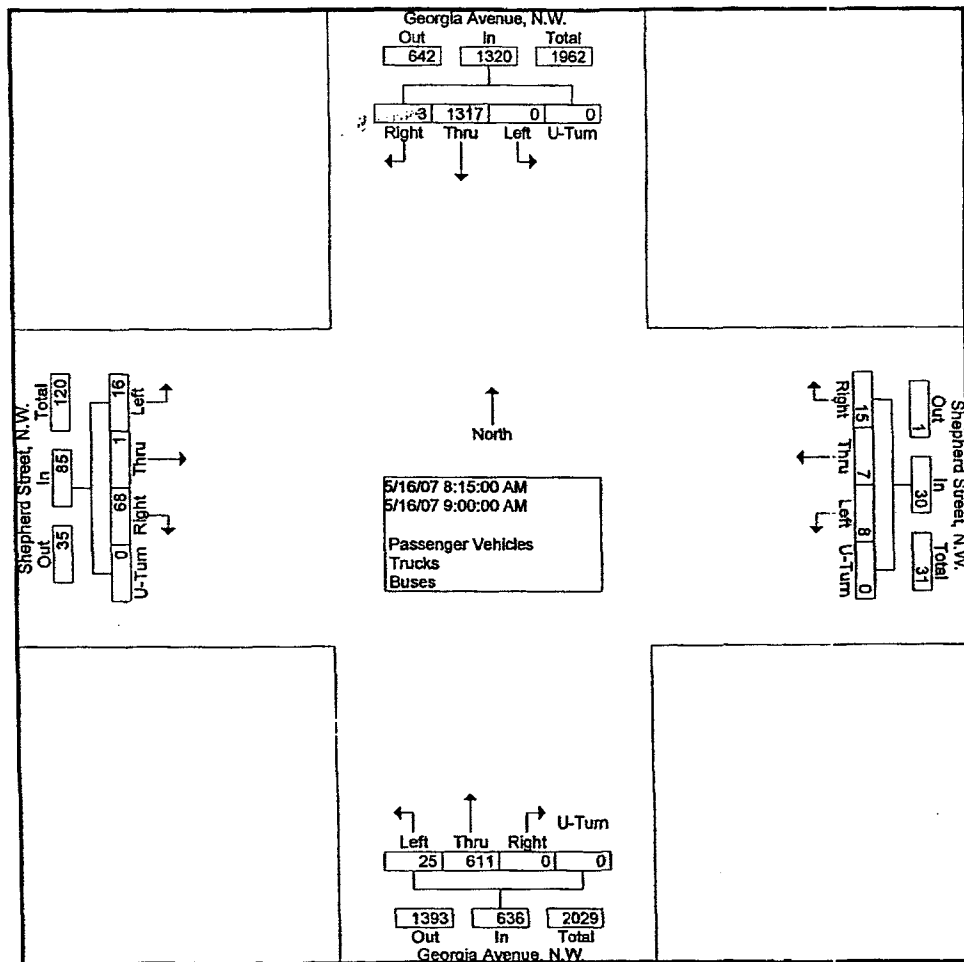 Georgia Avenue, N.W.
Out In Total
642 1320 1962
3 1317 0 0
Right Thru Left U-Turn
Shepherd Street, N.W.
Total In Out
120 85 35
16 1 68 0
Left Thru Right U-Turn
North
5/16/07 8:15:00 AM
5/16/07 9:00:00 AM
Passenger Vehicles
Trucks
Buses
Right Thru Left U-Turn
15 7 8 0
1 30 31
Out In Total
Shepherd Street, N.W.
Left Thru Right U-Turn
25 611 0 0
1393 636 2029
Out In Total
Georgia Avenue, N.W.